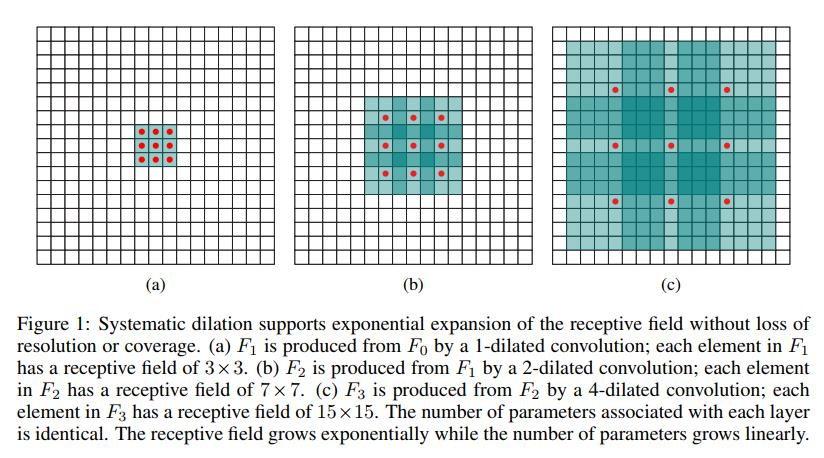 (a)
(b)
(c)
Figure 1: Systematic dilation supports exponential expansion of the receptive field without loss of
resolution or coverage. (a) F₁ is produced from F₀ by a 1-dilated convolution; each element in F₁
has a receptive field of 3×3. (b) F₂ is produced from F₁ by a 2-dilated convolution; each element
in F₂ has a receptive field of 7×7. (c) F₃ is produced from F₂ by a 4-dilated convolution; each
element in F₃ has a receptive field of 15×15. The number of parameters associated with each layer
is identical. The receptive field grows exponentially while the number of parameters grows linearly.